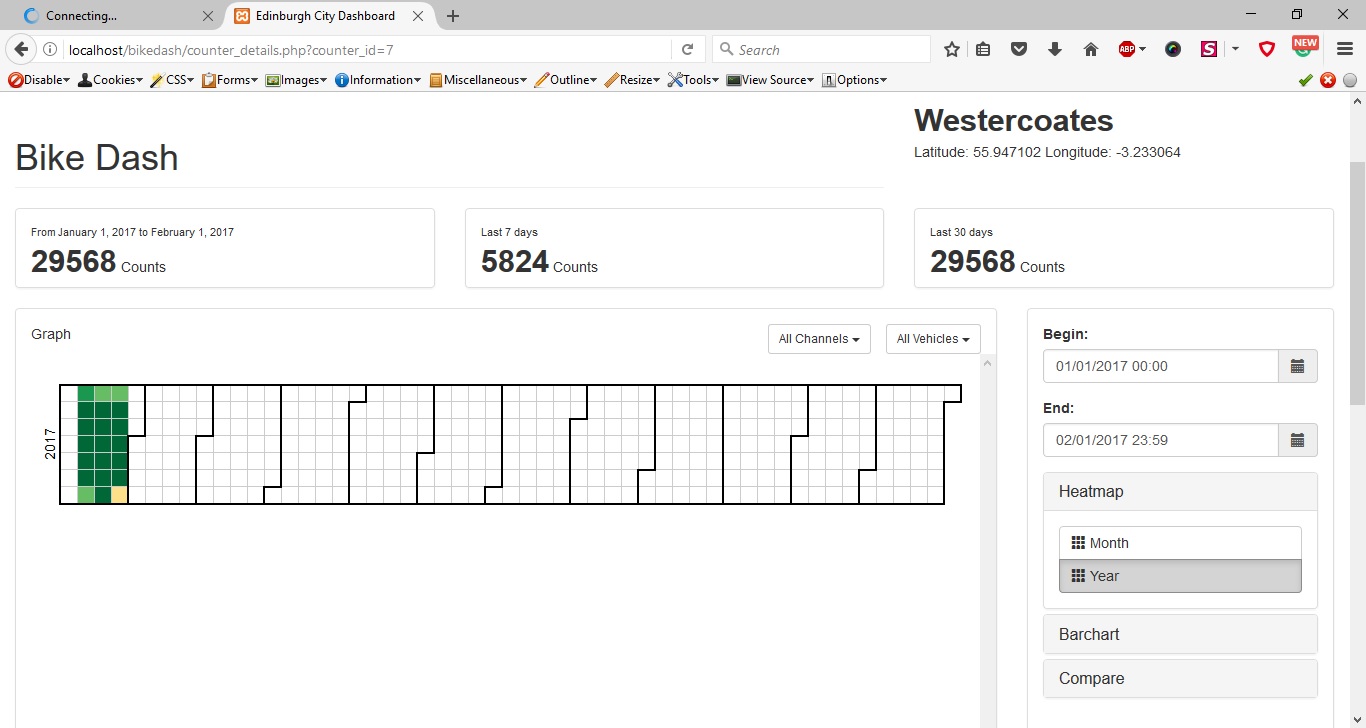 Connecting...
Edinburgh City Dashboard
localhost/bikedash/counter_details.php?counter_id=7
Search
ABP
S
NEW
Disable
Cookies
CSS
Forms
Images
Information
Miscellaneous
Outline
Resize
Tools
View Source
Options
Bike Dash
Westercoates
Latitude: 55.947102 Longitude: -3.233064
From January 1, 2017 to February 1, 2017
29568 Counts
Last 7 days
5824 Counts
Last 30 days
29568 Counts
Graph
All Channels
All Vehicles
2017
Begin:
01/01/2017 00:00
End:
02/01/2017 23:59
Heatmap
Month
Year
Barchart
Compare